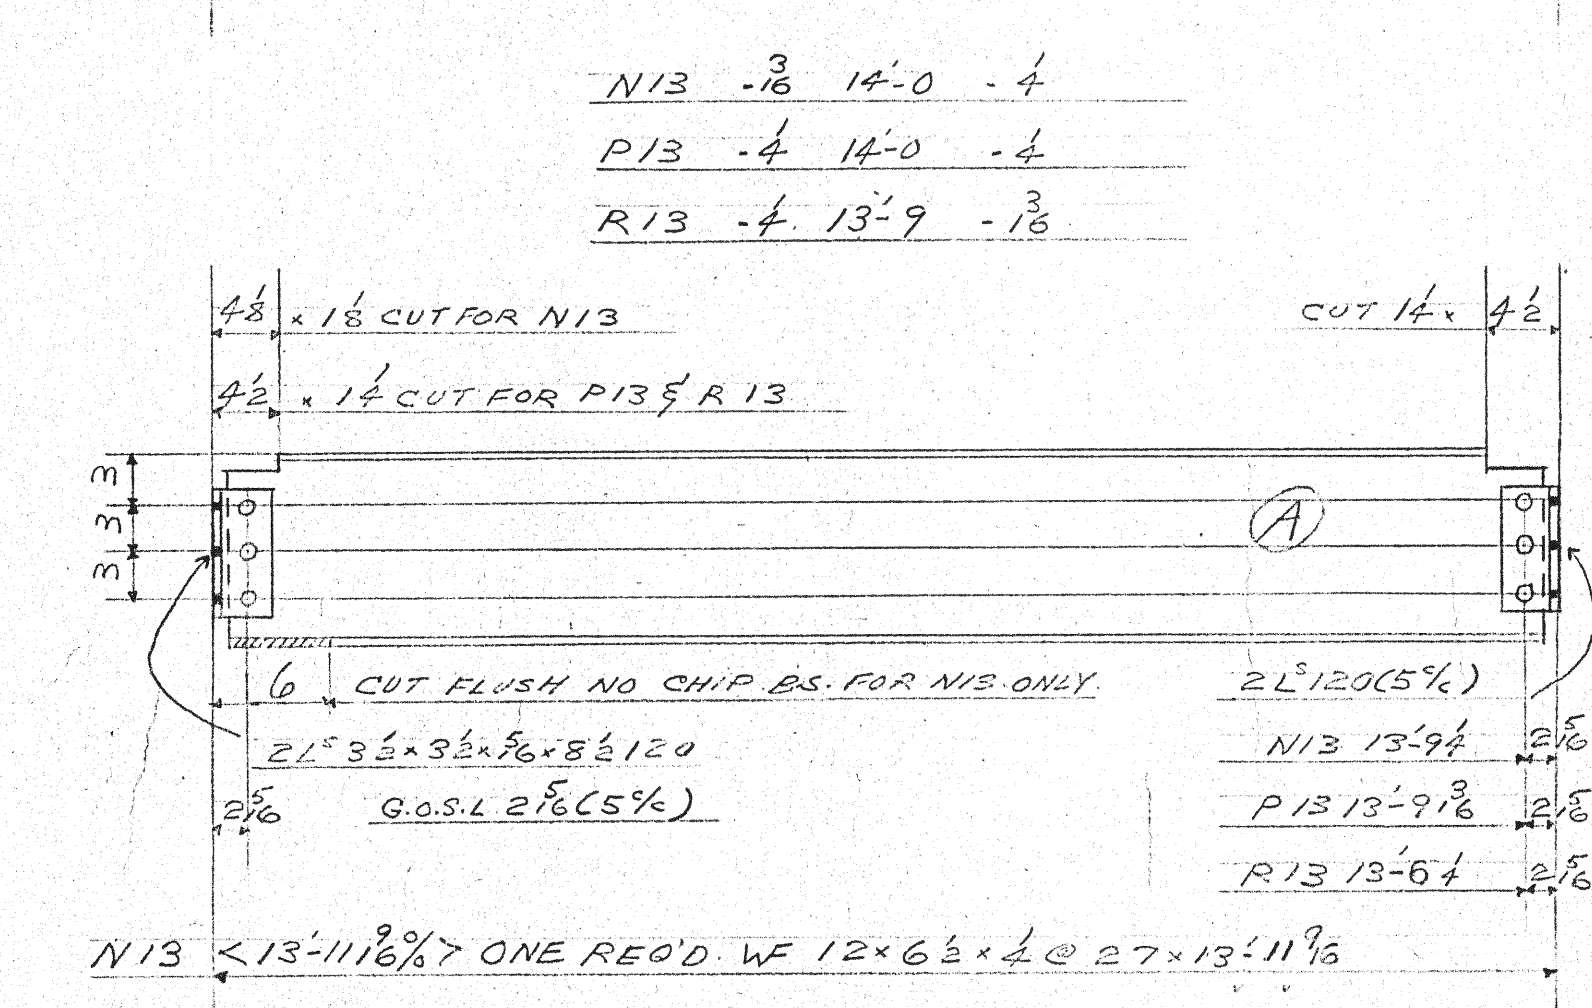 N13 -3/16 14'-0 - 1/4
P13 -1/4 14'-0 - 1/4
R13 -1/4 13'-9 - 3/16
4 1/8 × 1 1/8 CUT FOR N13
CUT 1 1/4 × 4 1/2
4 1/2 × 1 1/4 CUT FOR P13 & R13
3
3
3
A
6 CUT FLUSH NO CHIP B.S. FOR N13 ONLY
2 Ls 120 (5 c/c)
2 Ls 3 1/2 × 3 1/2 × 5/16 × 8 1/2 120
N13 13'-9 1/4 2 5/16
2 5/16 G.O.S.L 2 5/16 (5 c/c)
P13 13'-9 3/16 2 5/16
R13 13'-6 1/4 2 5/16
N13 <13'-11 9/16 o/o> ONE REQ'D. WF 12 × 6 1/2 × 1/4 @ 27 × 13'-11 9/16